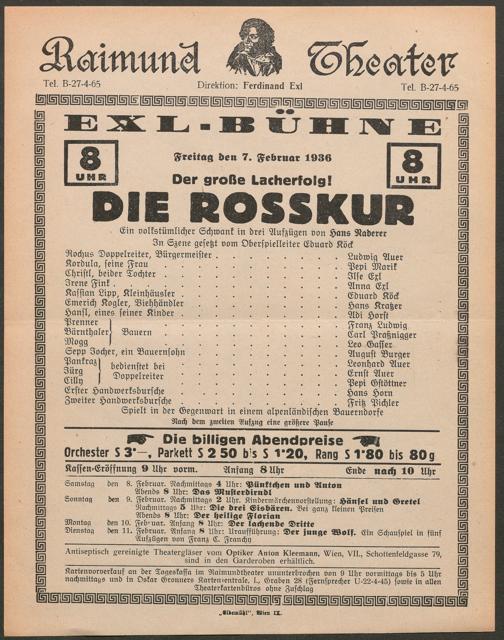 Raimund Theater
Tel. B-27-4-65 Direktion: Ferdinand Exl Tel. B-27-4-65
EXL-BÜHNE
8 UHR Freitag den 7. Februar 1936 8 UHR
Der große Lacherfolg!
DIE ROSSKUR
Ein volkstümlicher Schwank in drei Aufzügen von Hans Naderer
In Szene gesetzt vom Oberspielleiter Eduard Köck
Rochus Doppelreiter, Bürgermeister . . . Ludwig Auer
Kordula, seine Frau . . . Pepi Marik
Christl, beider Tochter . . . Ilse Exl
Irene Fink . . . Anna Exl
Kassian Lipp, Kleinhäusler . . . Eduard Köck
Emerich Kogler, Viehhändler . . . Hans Kratzer
Hansl, eines seiner Kinder . . . Adi Horst
Prenner } Franz Ludwig
Bärnthaler } Bauern . . . Carl Praßnigger
Mogg } Leo Gasser
Sepp Jocher, ein Bauernsohn . . . August Burger
Pankraz } Leonhard Auer
Jürg } bedienstet bei Doppelreiter . . . Ernst Auer
Cilly } Pepi Gstöttner
Erster Handwerksbursche . . . Hans Horn
Zweiter Handwerksbursche . . . Fritz Pichler
Spielt in der Gegenwart in einem alpenländischen Bauerndorfe
Nach dem zweiten Aufzug eine größere Pause
Die billigen Abendpreise
Orchester S 3·—, Parkett S 2 50 bis S 1·20, Rang S 1·80 bis 80 g
Kassen-Eröffnung 9 Uhr vorm. Anfang 8 Uhr Ende nach 10 Uhr
Samstag den 8. Februar. Nachmittags 4 Uhr: Pünktchen und Anton
Abends 8 Uhr: Das Musterdirndl
Sonntag den 9. Februar. Nachmittags 2 Uhr. Kindermärchenvorstellung: Hänsel und Gretel
Nachmittags 5 Uhr: Die drei Eisbären. Bei ganz kleinen Preisen
Abends 8 Uhr: Der heilige Florian
Montag den 10. Februar. Anfang 8 Uhr: Der lachende Dritte
Dienstag den 11. Februar. Anfang 8 Uhr: Uraufführung: Der junge Wolf. Ein Schauspiel in fünf
Aufzügen von Franz C. Franchy
Antiseptisch gereinigte Theatergläser vom Optiker Anton Kleemann, Wien, VII., Schottenfeldgasse 79,
sind in den Garderoben erhältlich.
Kartenvorverkauf an der Tageskassa im Raimundtheater ununterbrochen von 9 Uhr vormittags bis 5 Uhr
nachmittags und in Oskar Gronners Kartenzentrale, I., Graben 28 (Fernsprecher U-22-4-45) sowie in allen
Theaterkartenbüros ohne Zuschlag
„Elbemühl“, Wien IX.